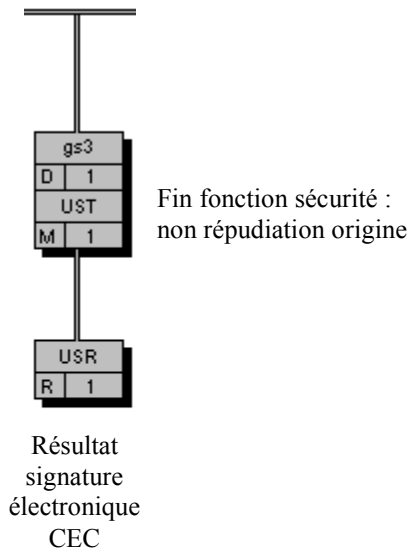 gs3
D 1
UST
M 1
Fin fonction sécurité :
non répudiation origine
USR
R 1
Résultat
signature
électronique
CEC